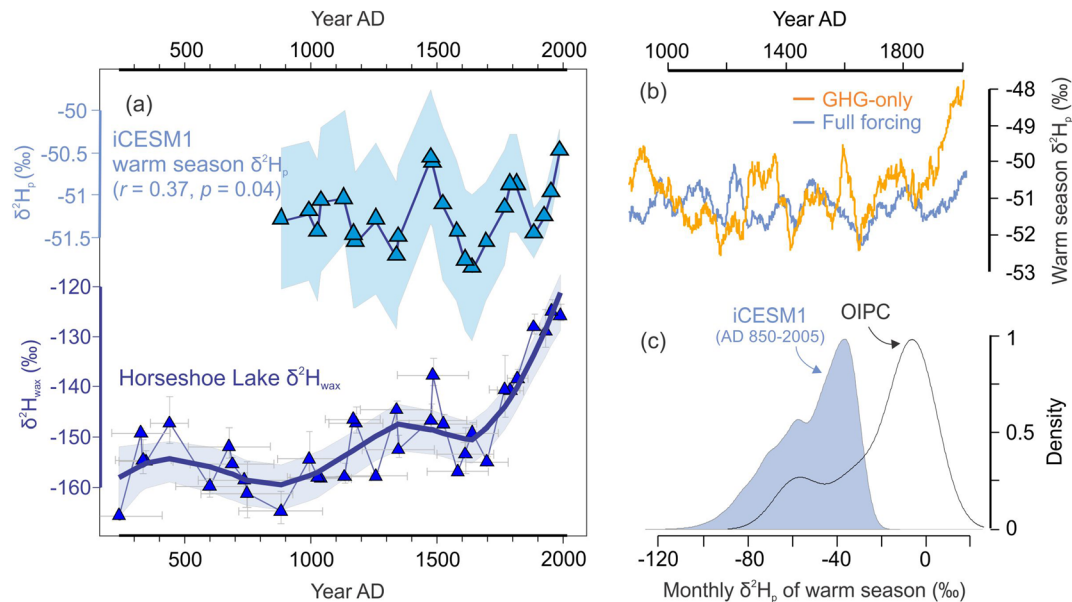 Year AD
500
1000
1500
2000
(a)
-50
-50.5
-51
-51.5
δ²Hₚ (‰)
iCESM1
warm season δ²Hₚ
(r = 0.37, p = 0.04)
-120
-130
-140
-150
-160
δ²Hwax (‰)
Horseshoe Lake δ²Hwax
500
1000
1500
2000
Year AD
Year AD
1000
1400
1800
(b)
GHG-only
Full forcing
-48
-49
-50
-51
-52
-53
Warm season δ²Hₚ (‰)
iCESM1
(AD 850-2005)
OIPC
(c)
1
0.5
0
Density
-120
-80
-40
0
Monthly δ²Hₚ of warm season (‰)